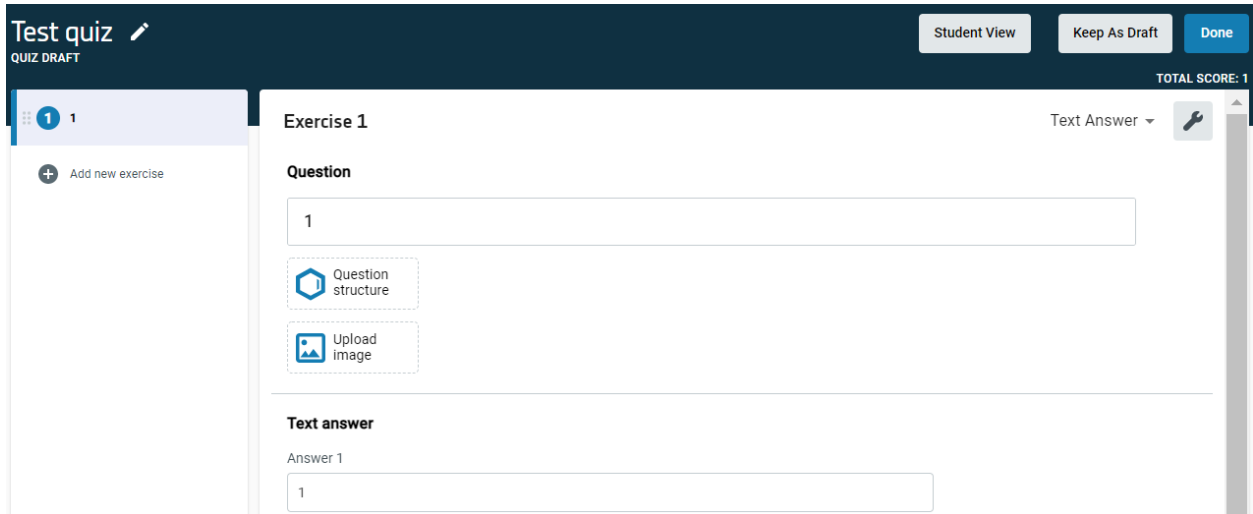 Test quiz
QUIZ DRAFT
Student View
Keep As Draft
Done
TOTAL SCORE: 1
1 1
Add new exercise
Exercise 1
Text Answer
Question
1
Question
structure
Upload
image
Text answer
Answer 1
1